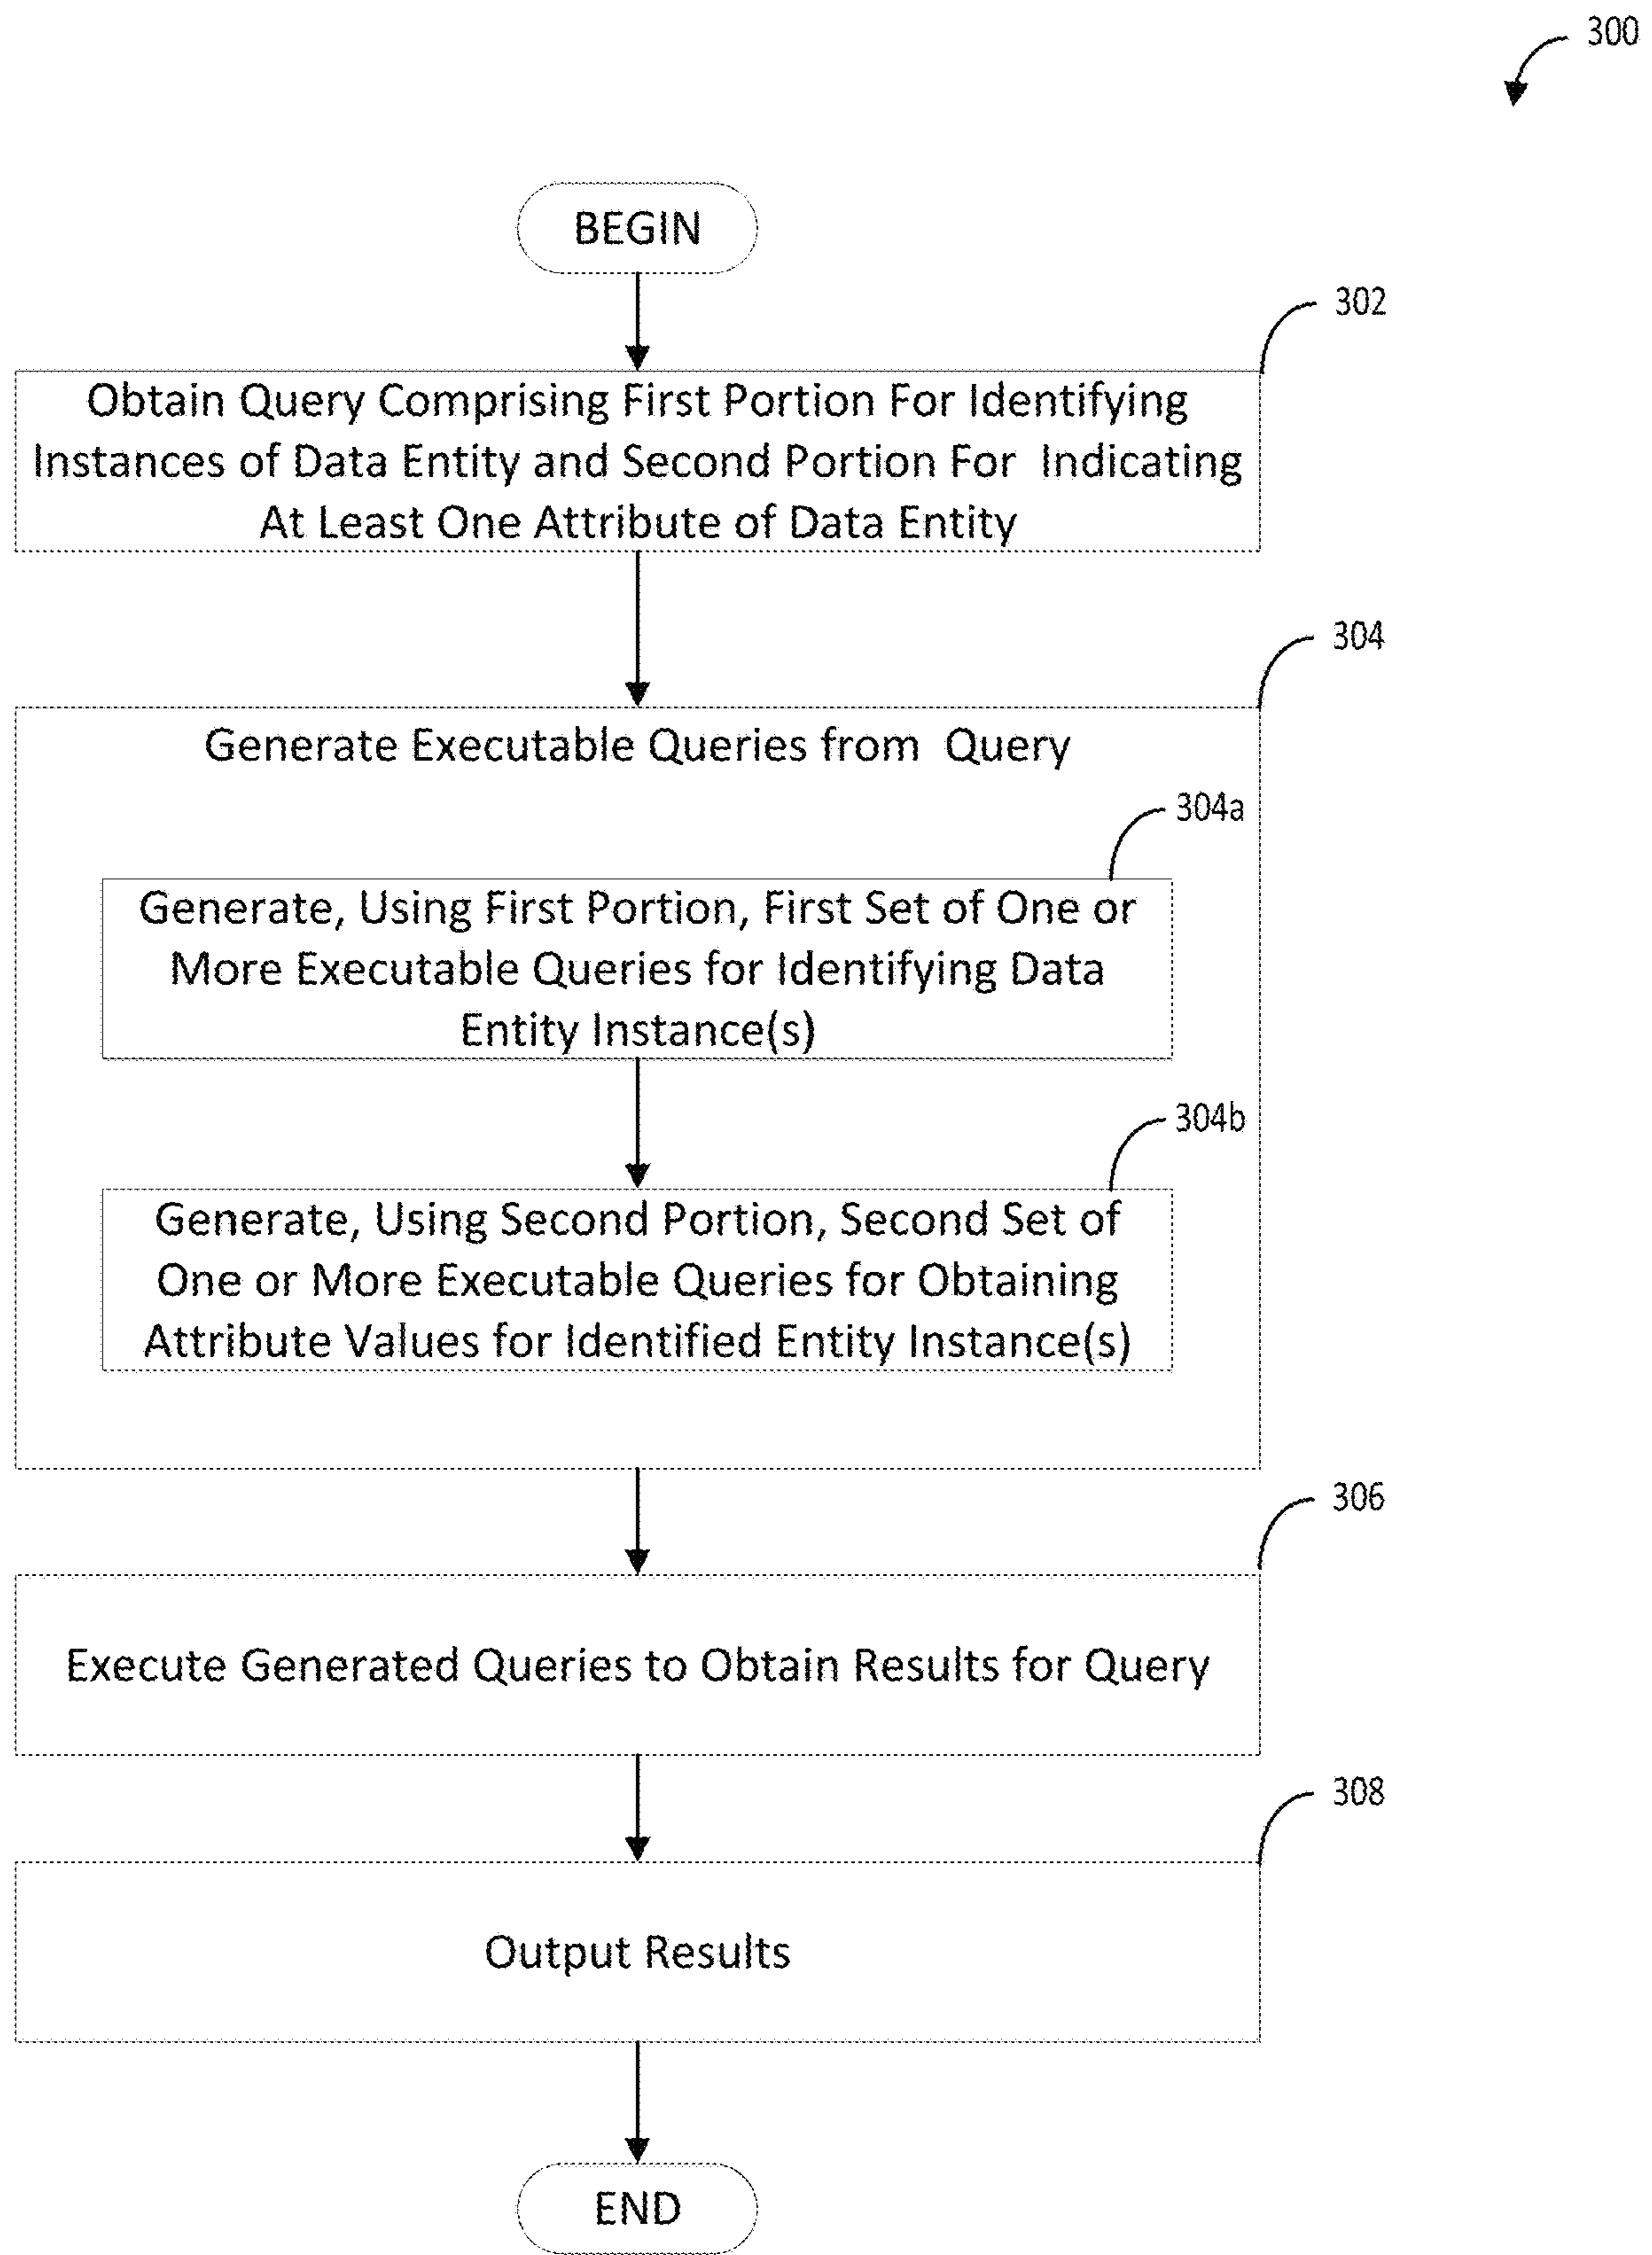 300
BEGIN
302
Obtain Query Comprising First Portion For Identifying
Instances of Data Entity and Second Portion For Indicating
At Least One Attribute of Data Entity
304
Generate Executable Queries from Query
304a
Generate, Using First Portion, First Set of One or
More Executable Queries for Identifying Data
Entity Instance(s)
304b
Generate, Using Second Portion, Second Set of
One or More Executable Queries for Obtaining
Attribute Values for Identified Entity Instance(s)
306
Execute Generated Queries to Obtain Results for Query
308
Output Results
END